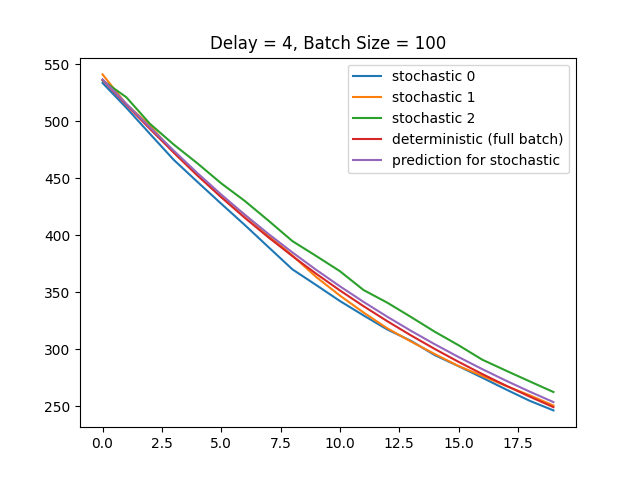 Delay = 4, Batch Size = 100
550
500
450
400
350
300
250
stochastic 0
stochastic 1
stochastic 2
deterministic (full batch)
prediction for stochastic
0.0 2.5 5.0 7.5 10.0 12.5 15.0 17.5